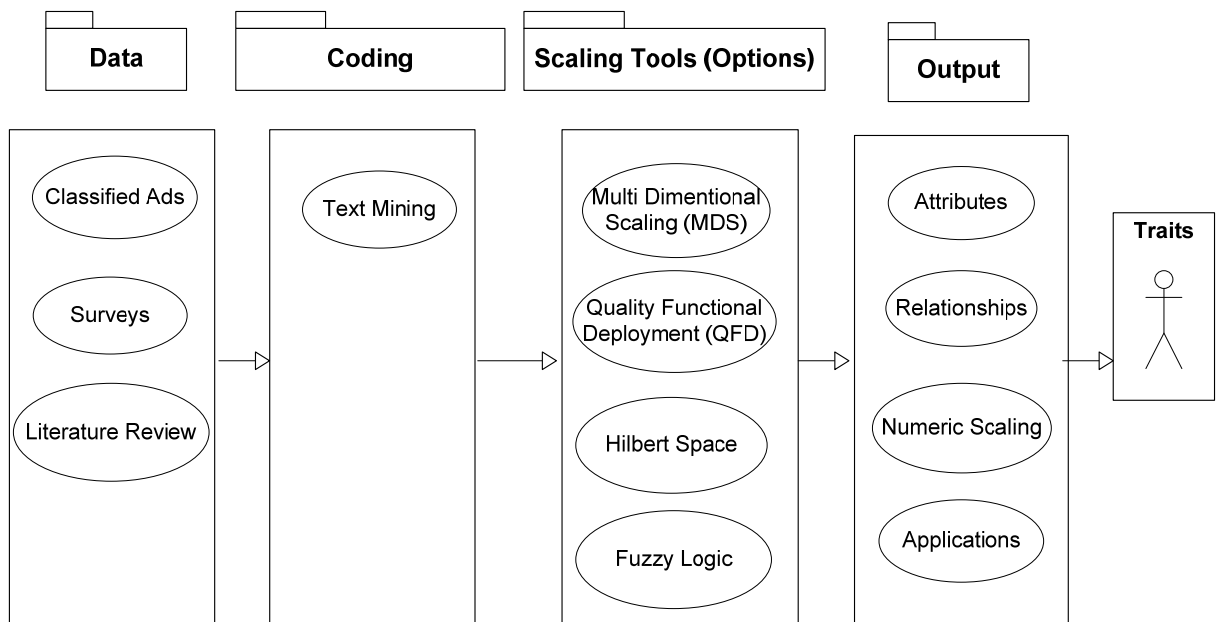 Data
Coding
Scaling Tools (Options)
Output
Classified Ads
Surveys
Literature Review
Text Mining
Multi Dimentional
Scaling (MDS)
Quality Functional
Deployment (QFD)
Hilbert Space
Fuzzy Logic
Attributes
Relationships
Numeric Scaling
Applications
Traits